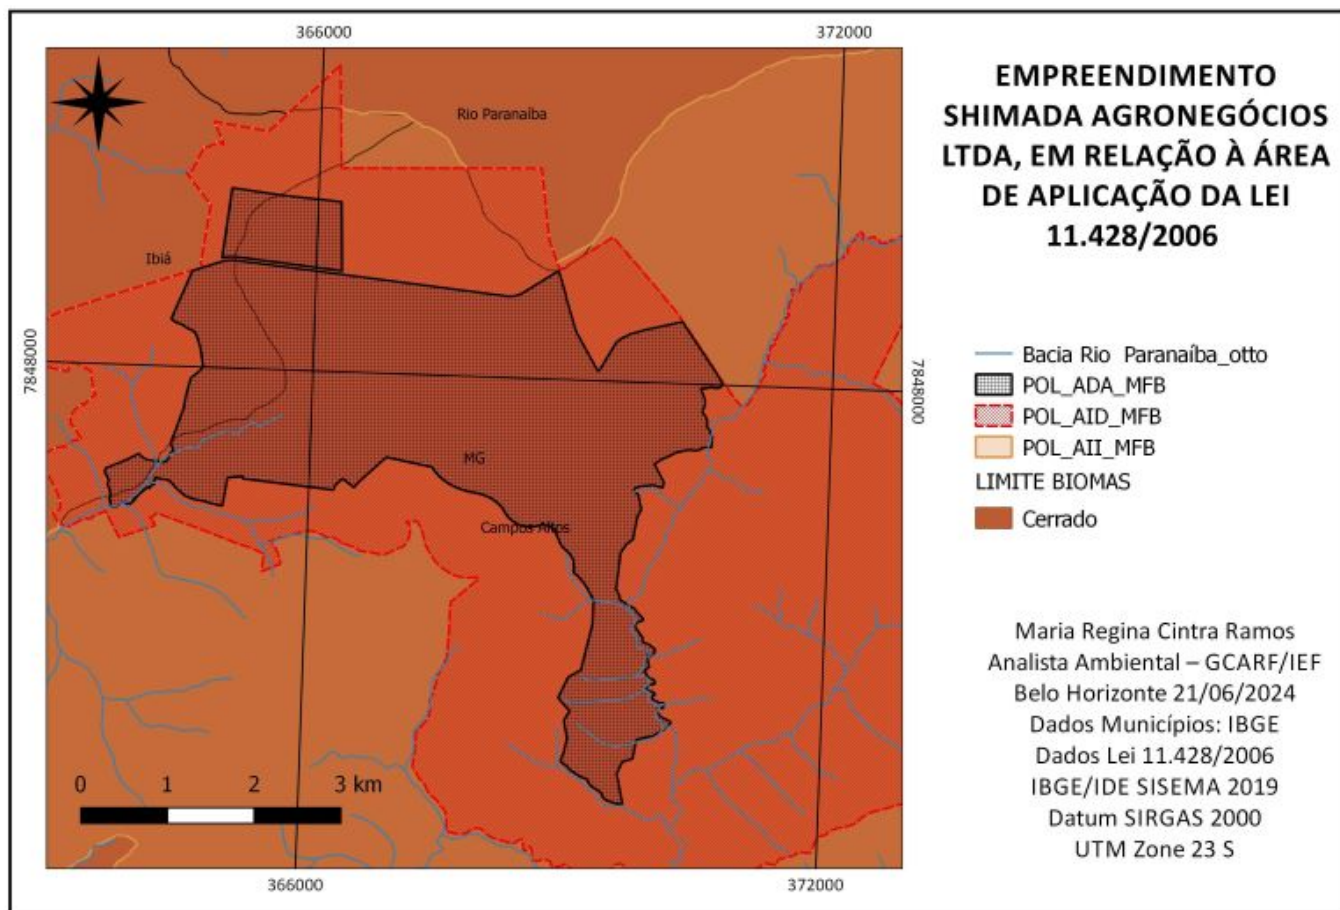 366000
372000
EMPREENDIMENTO
SHIMADA AGRONEGÓCIOS
LTDA, EM RELAÇÃO À ÁREA
DE APLICAÇÃO DA LEI
11.428/2006
Rio Paranaíba
Ibiá
7848000
7848000
Bacia Rio Paranaíba_otto
POL_ADA_MFB
POL_AID_MFB
POL_AII_MFB
LIMITE BIOMAS
Cerrado
MG
Campos Altos
0 1 2 3 km
Maria Regina Cintra Ramos
Analista Ambiental – GCARF/IEF
Belo Horizonte 21/06/2024
Dados Municípios: IBGE
Dados Lei 11.428/2006
IBGE/IDE SISEMA 2019
Datum SIRGAS 2000
UTM Zone 23 S
366000
372000